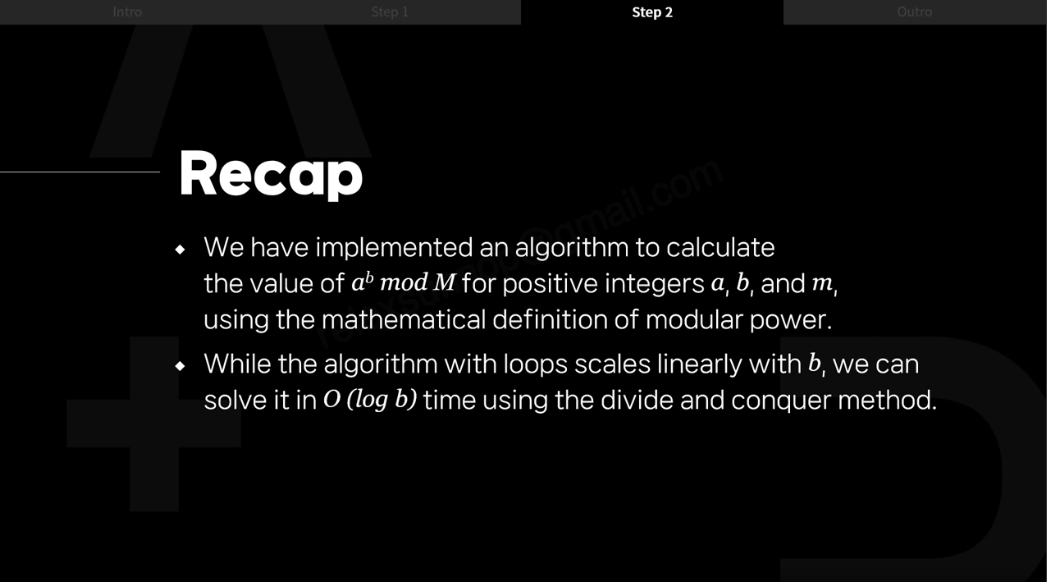 Intro
Step 1
Step 2
Outro
Recap
◆ We have implemented an algorithm to calculate
the value of aᵇ mod M for positive integers a, b, and m,
using the mathematical definition of modular power.
◆ While the algorithm with loops scales linearly with b, we can
solve it in O (log b) time using the divide and conquer method.